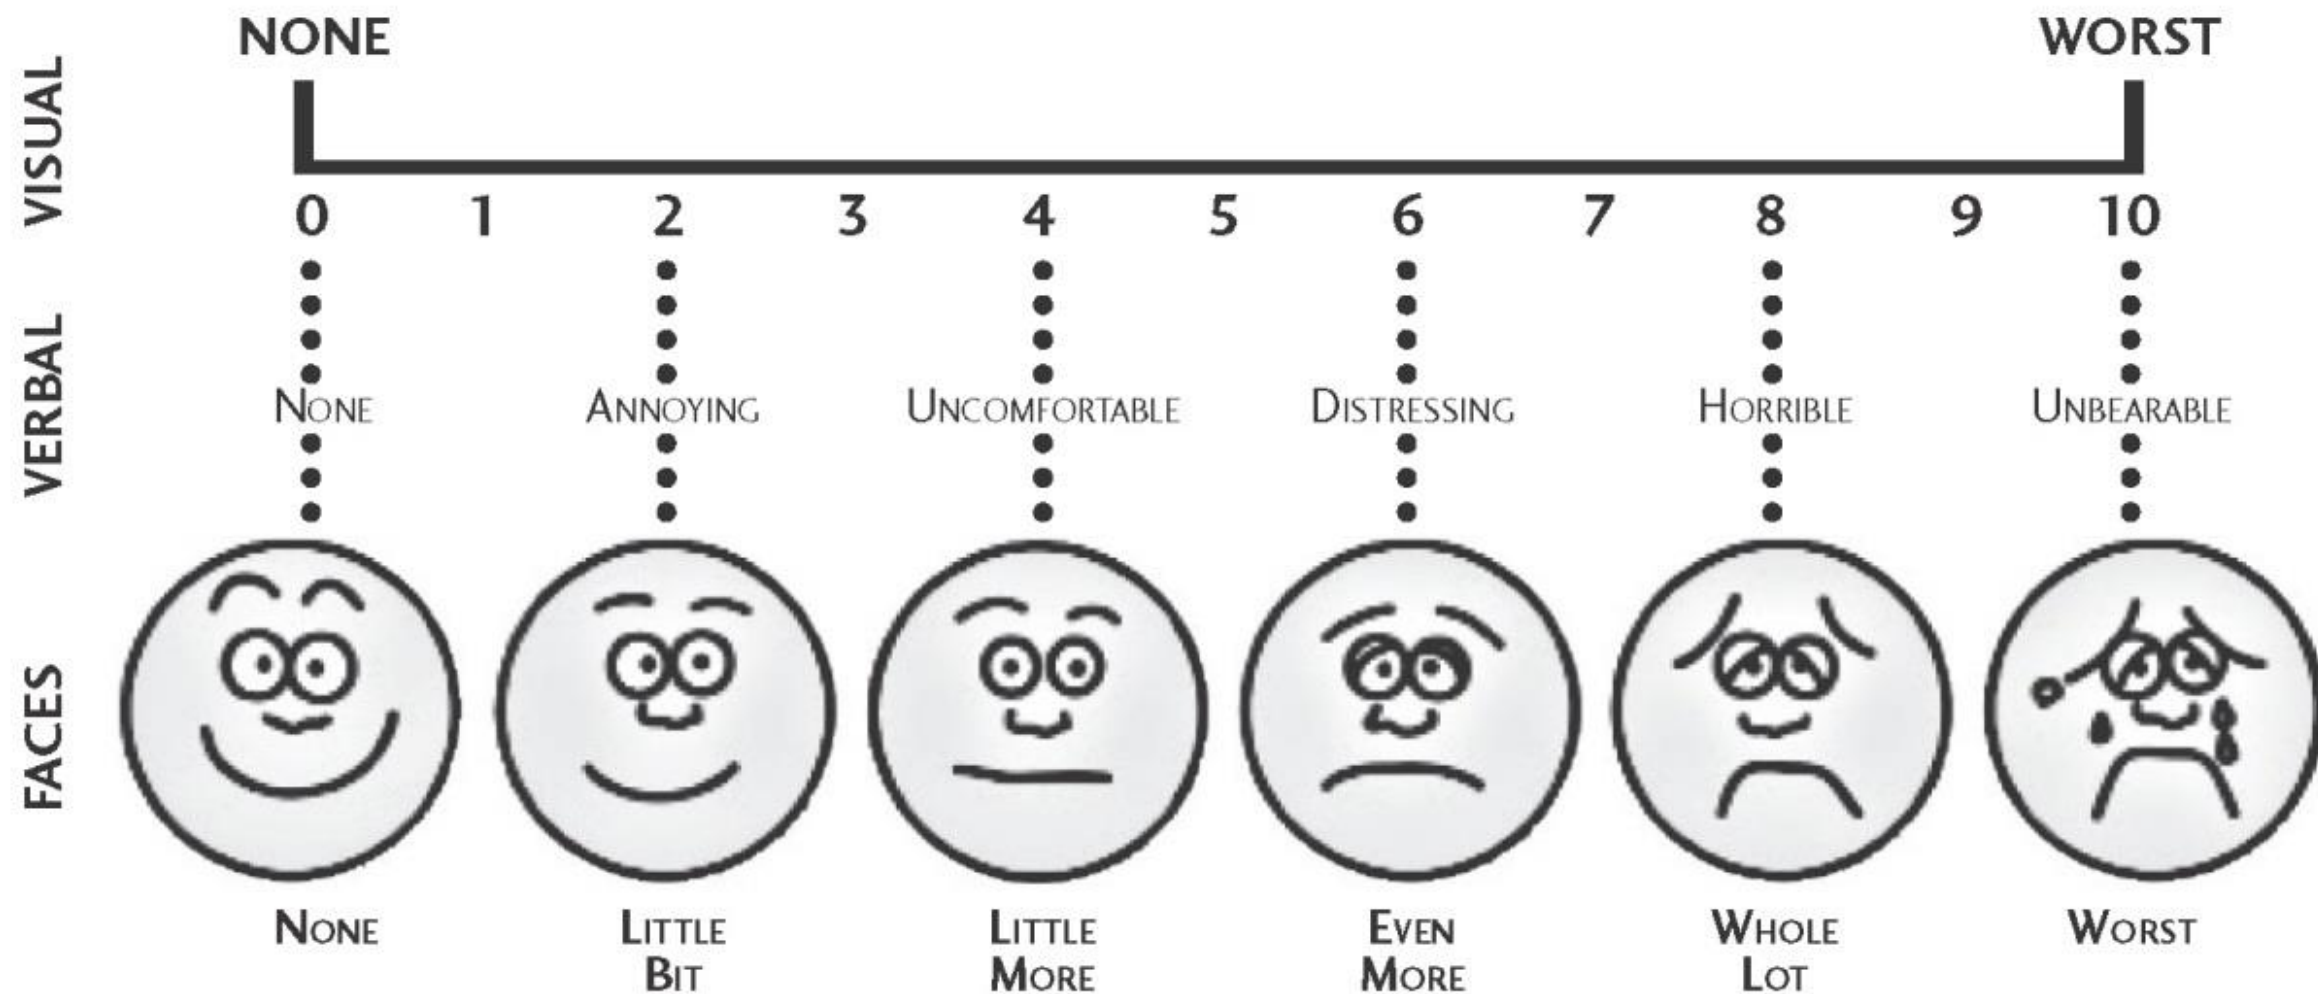 NONE WORST
VISUAL
0 1 2 3 4 5 6 7 8 9 10
VERBAL
NONE ANNOYING UNCOMFORTABLE DISTRESSING HORRIBLE UNBEARABLE
FACES
NONE LITTLE BIT LITTLE MORE EVEN MORE WHOLE LOT WORST